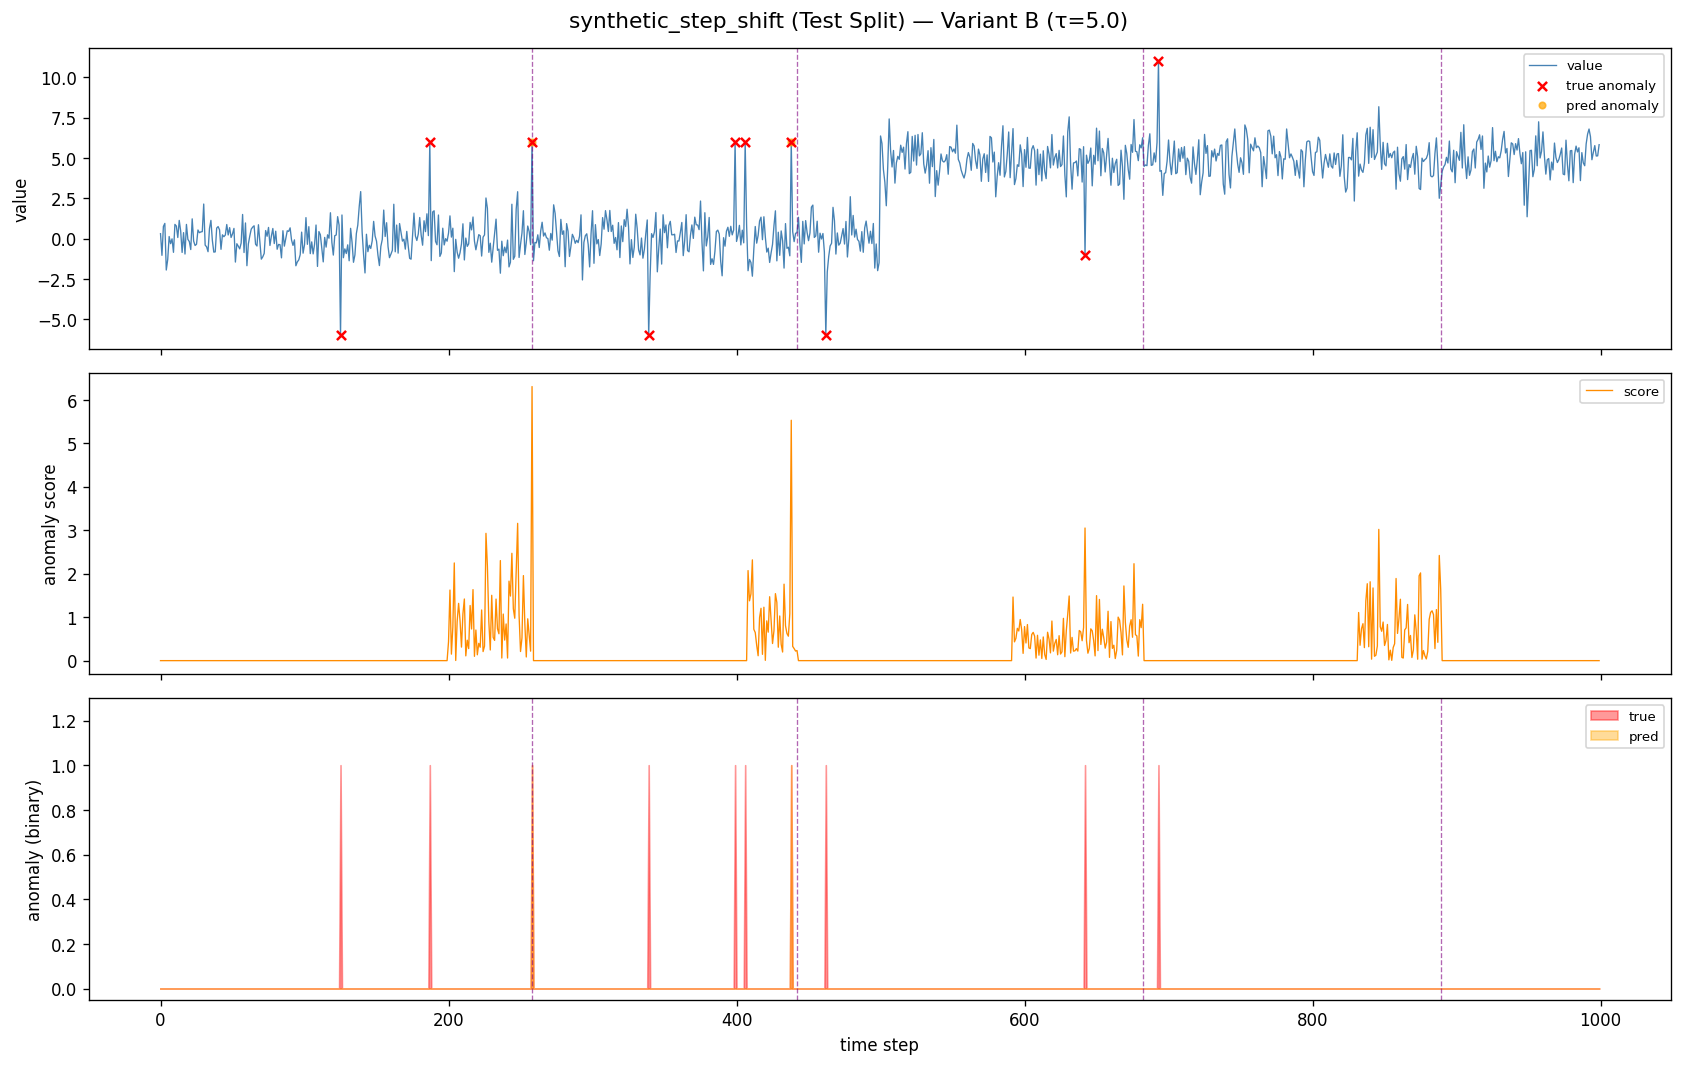 synthetic_step_shift (Test Split) — Variant B (τ=5.0)
10.0
7.5
5.0
2.5
0.0
−2.5
−5.0
value
value
true anomaly
pred anomaly
6
5
4
3
2
1
0
anomaly score
score
1.2
1.0
0.8
0.6
0.4
0.2
0.0
anomaly (binary)
true
pred
0
200
400
600
800
1000
time step